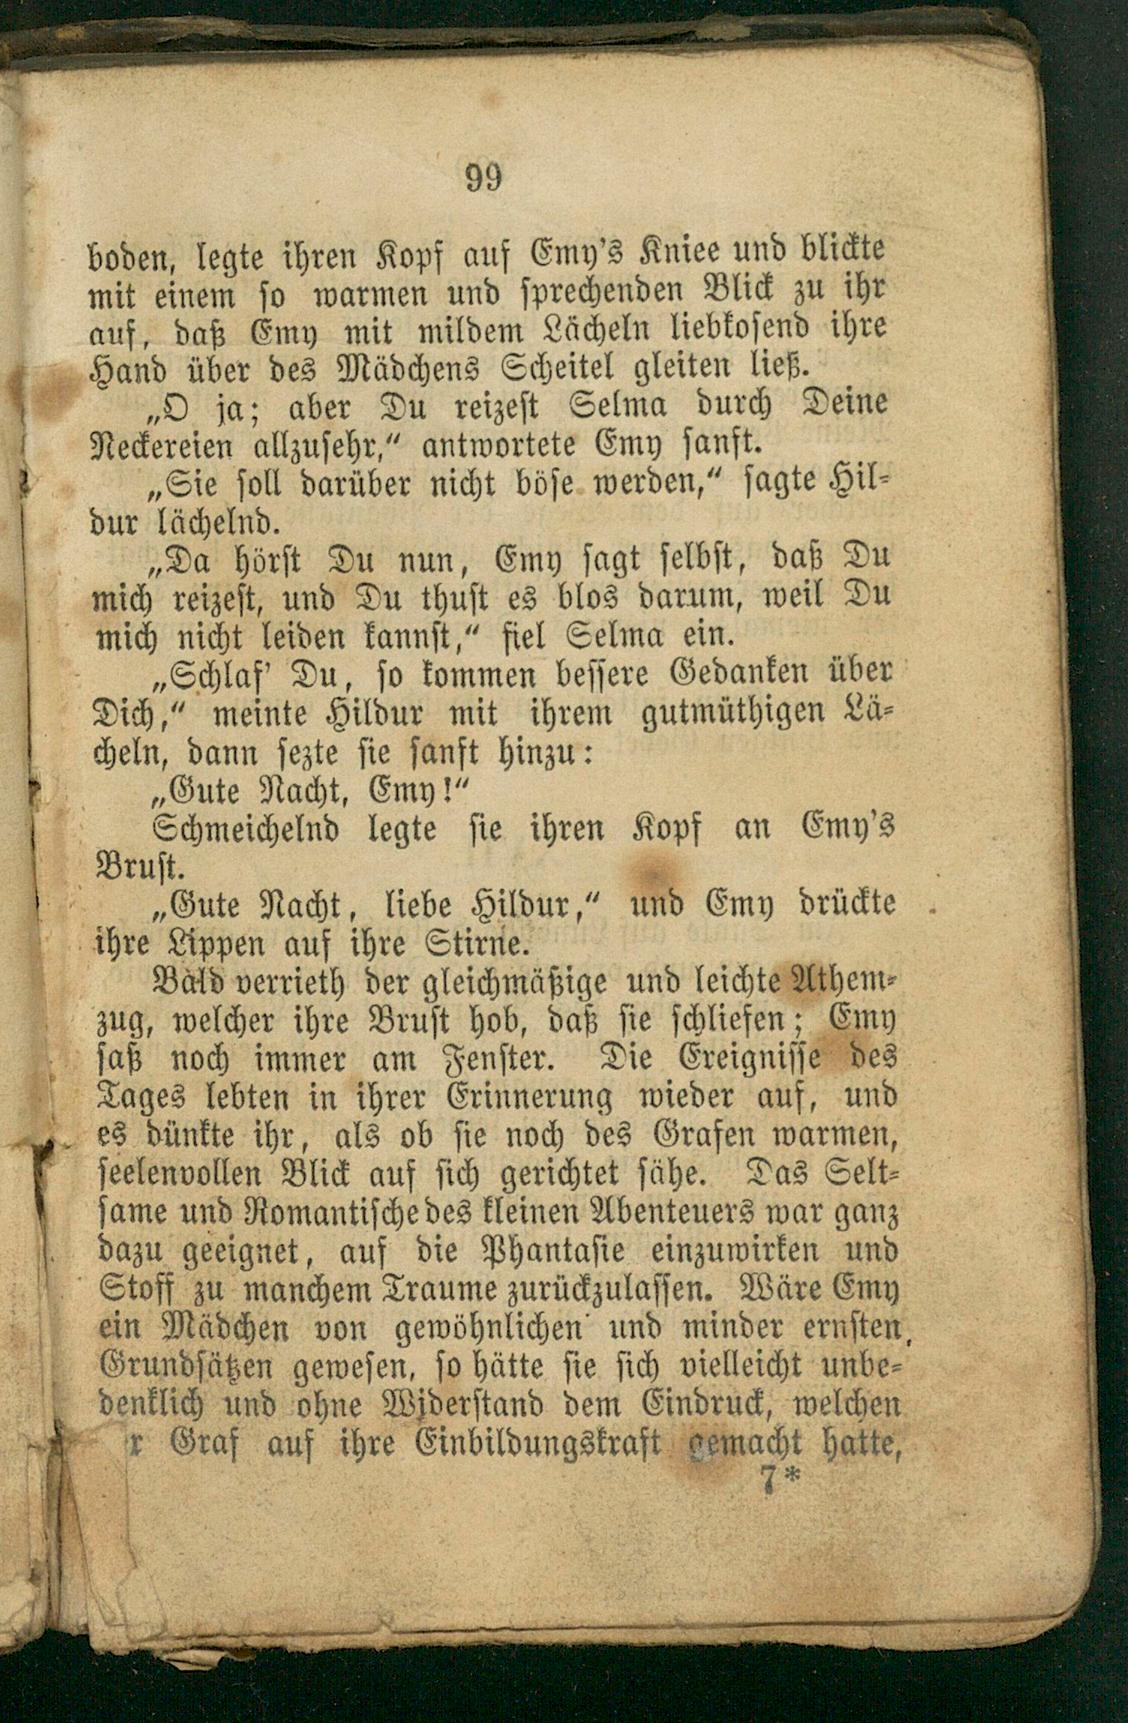 99
boden, legte ihren Kopf auf Emy's Kniee und blickte
mit einem so warmen und sprechenden Blick zu ihr
auf, daß Emy mit mildem Lächeln liebkosend ihre
Hand über des Mädchens Scheitel gleiten ließ.
„O ja; aber Du reizest Selma durch Deine
Neckereien allzusehr,“ antwortete Emy sanft.
„Sie soll darüber nicht böse werden,“ sagte Hil-
dur lächelnd.
„Da hörst Du nun, Emy sagt selbst, daß Du
mich reizest, und Du thust es blos darum, weil Du
mich nicht leiden kannst,“ fiel Selma ein.
„Schlaf' Du, so kommen bessere Gedanken über
Dich,“ meinte Hildur mit ihrem gutmüthigen Lä-
cheln, dann sezte sie sanft hinzu:
„Gute Nacht, Emy!“
Schmeichelnd legte sie ihren Kopf an Emy's
Brust.
„Gute Nacht, liebe Hildur,“ und Emy drückte
ihre Lippen auf ihre Stirne.
Bald verrieth der gleichmäßige und leichte Athem-
zug, welcher ihre Brust hob, daß sie schliefen; Emy
saß noch immer am Fenster. Die Ereignisse des
Tages lebten in ihrer Erinnerung wieder auf, und
es dünkte ihr, als ob sie noch des Grafen warmen,
seelenvollen Blick auf sich gerichtet sähe. Das Selt-
same und Romantische des kleinen Abenteuers war ganz
dazu geeignet, auf die Phantasie einzuwirken und
Stoff zu manchem Traume zurückzulassen. Wäre Emy
ein Mädchen von gewöhnlichen und minder ernsten,
Grundsätzen gewesen, so hätte sie sich vielleicht unbe-
denklich und ohne Widerstand dem Eindruck, welchen
r Graf auf ihre Einbildungskraft gemacht hatte,
7*